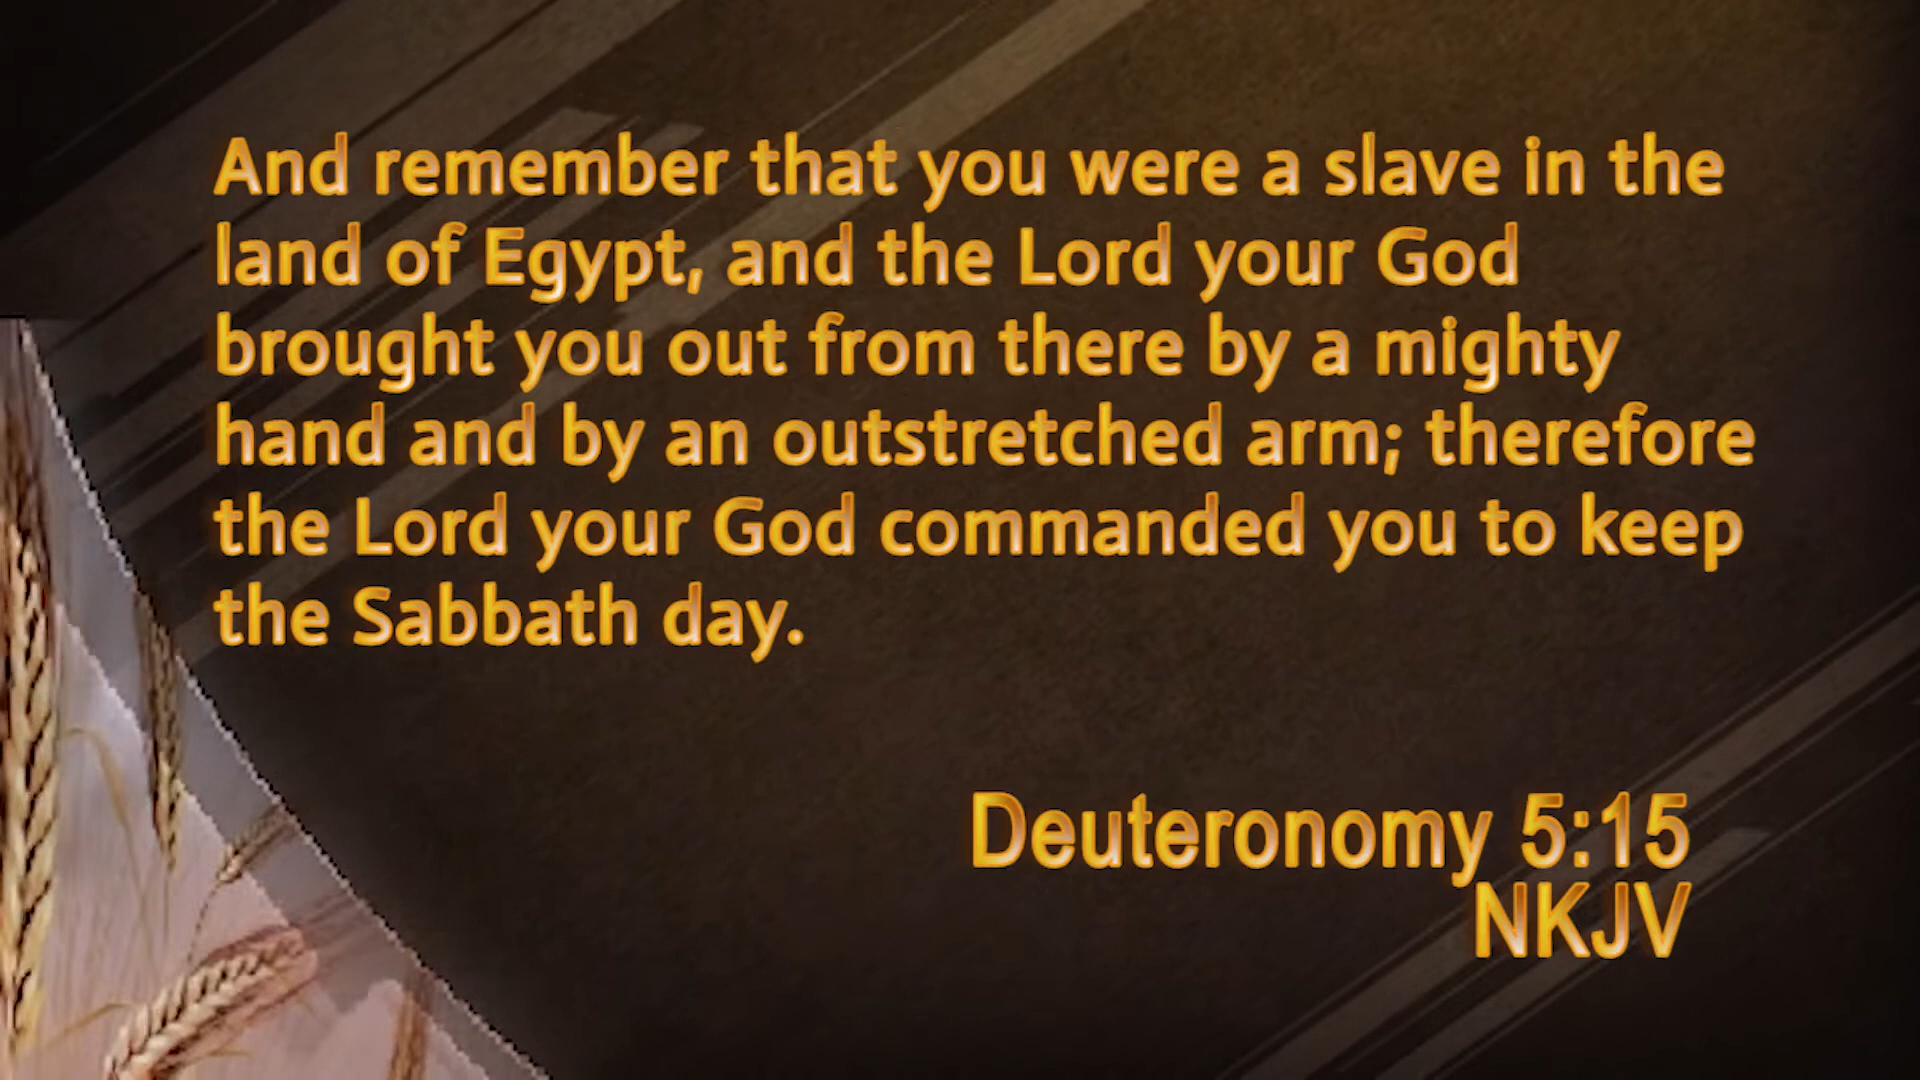 And remember that you were a slave in the
land of Egypt, and the Lord your God
brought you out from there by a mighty
hand and by an outstretched arm; therefore
the Lord your God commanded you to keep
the Sabbath day.
Deuteronomy 5:15
NKJV